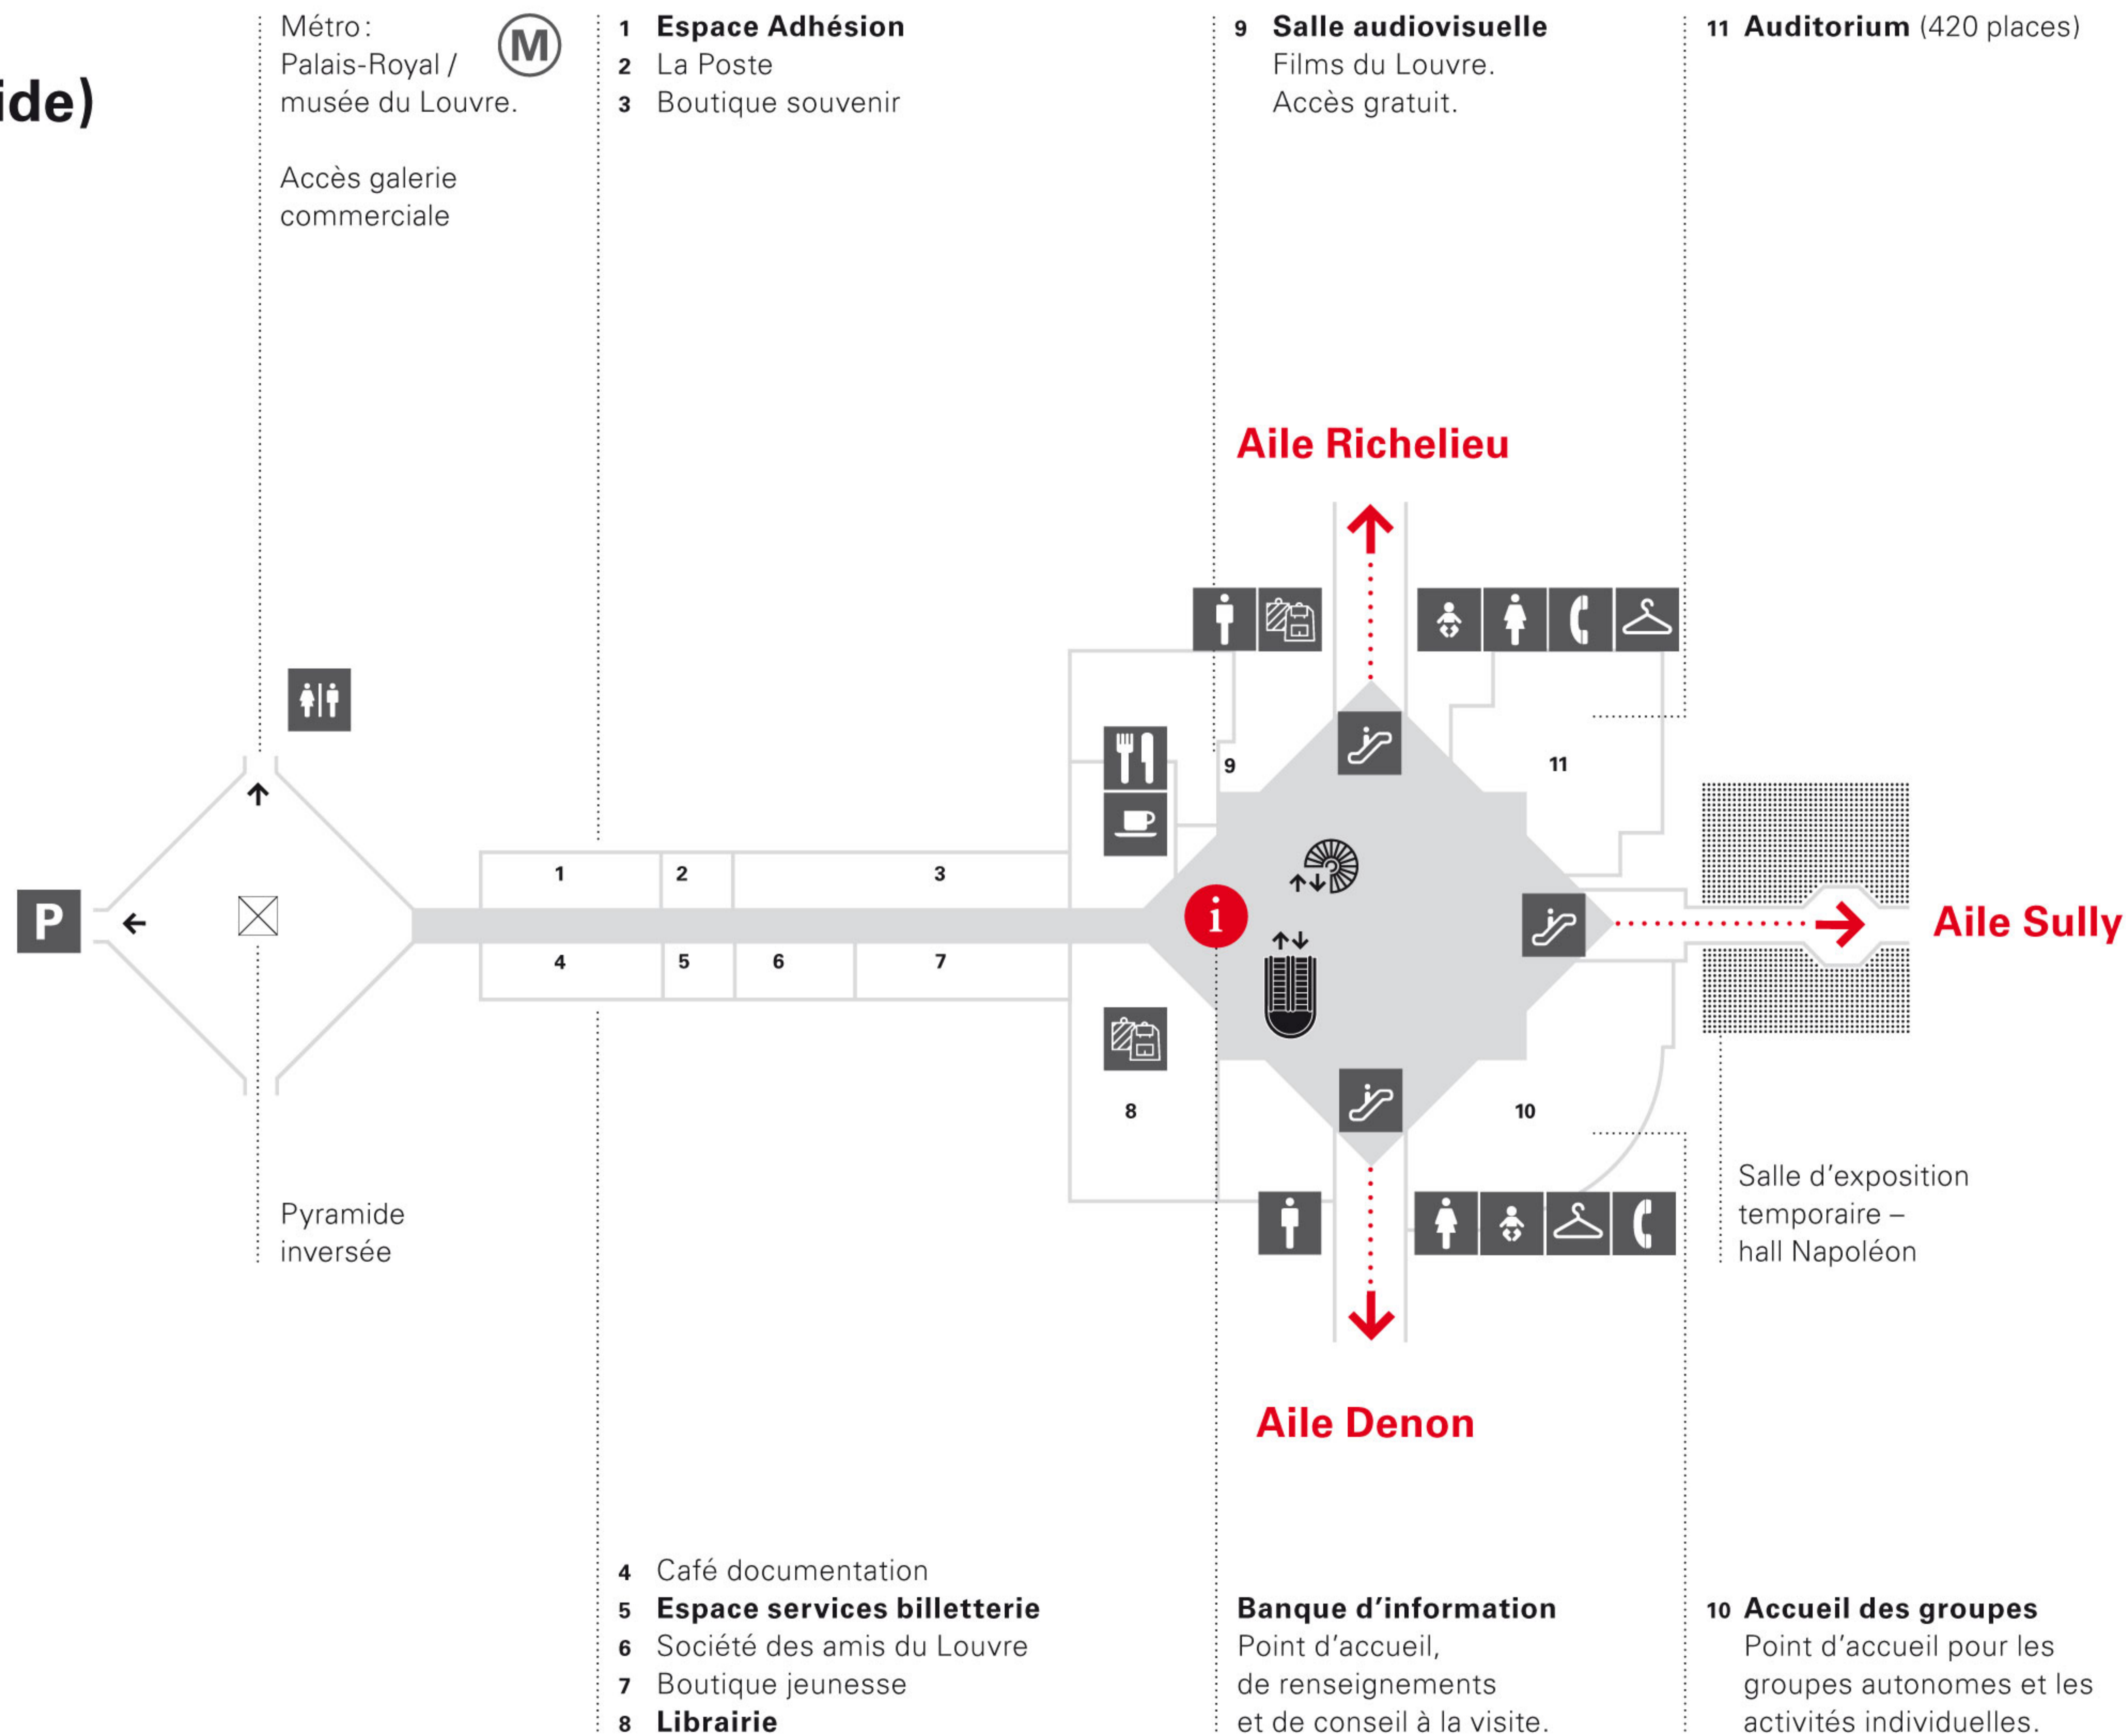 ide)
Métro :
Palais-Royal /
musée du Louvre.
M
Accès galerie
commerciale
1 Espace Adhésion
2 La Poste
3 Boutique souvenir
9 Salle audiovisuelle
Films du Louvre.
Accès gratuit.
11 Auditorium (420 places)
Aile Richelieu
9
11
1
2
3
P
i
Aile Sully
4
5
6
7
8
10
Pyramide
inversée
Salle d'exposition
temporaire –
hall Napoléon
Aile Denon
4 Café documentation
5 Espace services billetterie
6 Société des amis du Louvre
7 Boutique jeunesse
8 Librairie
Banque d'information
Point d'accueil,
de renseignements
et de conseil à la visite.
10 Accueil des groupes
Point d'accueil pour les
groupes autonomes et les
activités individuelles.